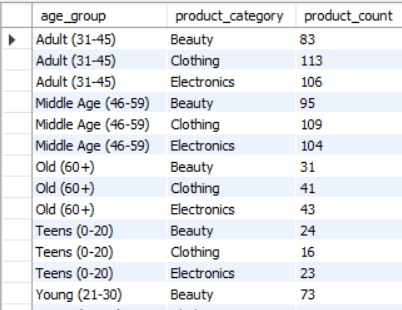 age_group product_category product_count
Adult (31-45) Beauty 83
Adult (31-45) Clothing 113
Adult (31-45) Electronics 106
Middle Age (46-59) Beauty 95
Middle Age (46-59) Clothing 109
Middle Age (46-59) Electronics 104
Old (60+) Beauty 31
Old (60+) Clothing 41
Old (60+) Electronics 43
Teens (0-20) Beauty 24
Teens (0-20) Clothing 16
Teens (0-20) Electronics 23
Young (21-30) Beauty 73